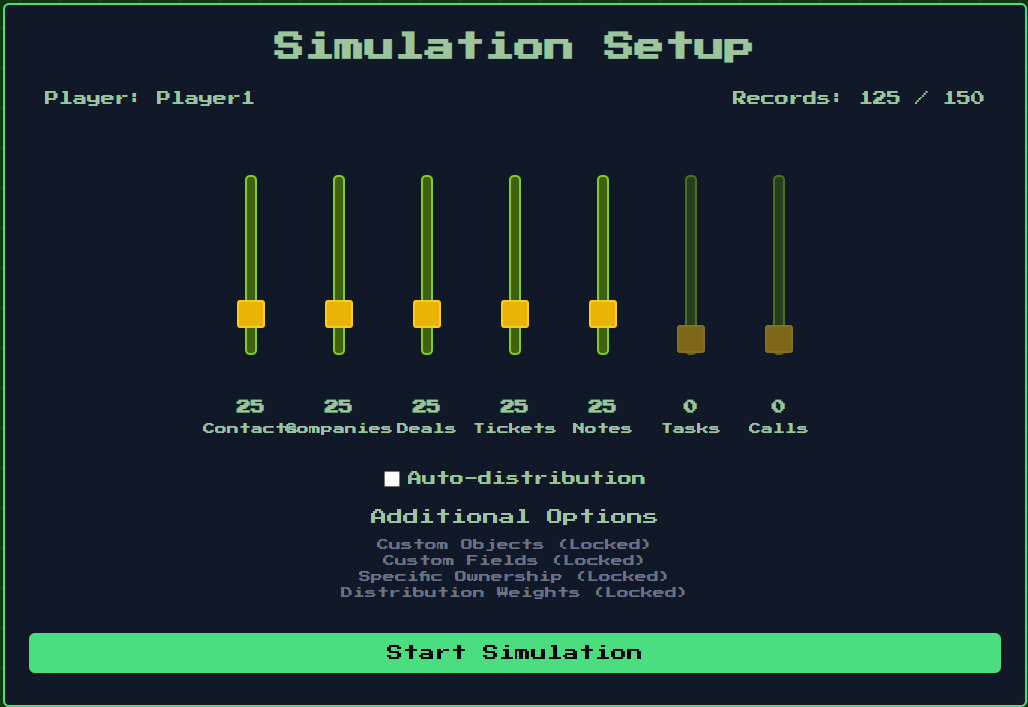 Simulation Setup
Player: Player1
Records: 125 / 150
25 25 25 25 25 0 0
Contacts Companies Deals Tickets Notes Tasks Calls
Auto-distribution
Additional Options
Custom Objects (Locked)
Custom Fields (Locked)
Specific Ownership (Locked)
Distribution Weights (Locked)
Start Simulation